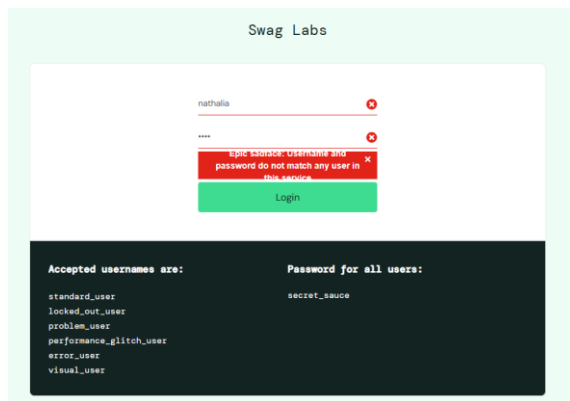 Swag Labs
nathalia
••••
Epic sadface: Username and
password do not match any user in
this service
Login
Accepted usernames are:
standard_user
locked_out_user
problem_user
performance_glitch_user
error_user
visual_user
Password for all users:
secret_sauce